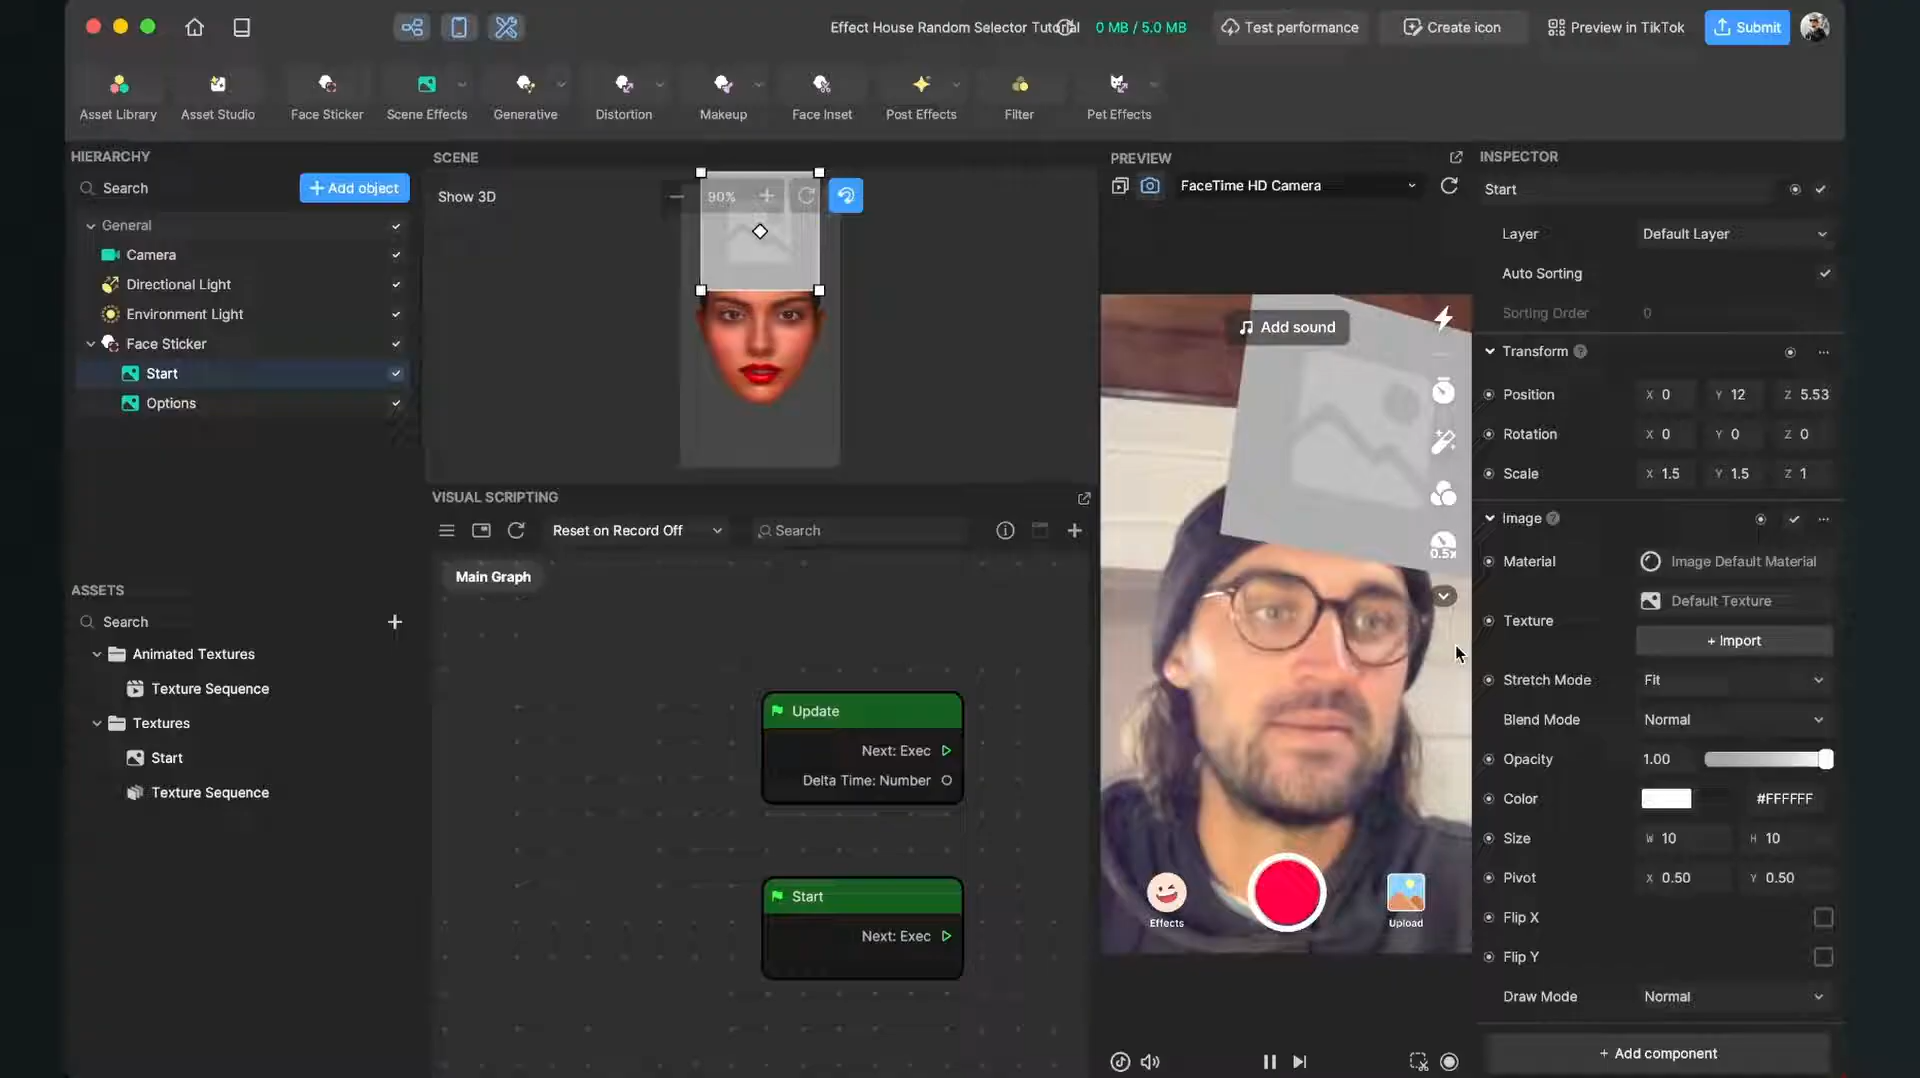 Effect House Random Selector Tutorial
0 MB / 5.0 MB
Test performance
Create icon
Preview in TikTok
Submit
Asset Library
Asset Studio
Face Sticker
Scene Effects
Generative
Distortion
Makeup
Face Inset
Post Effects
Filter
Pet Effects
HIERARCHY
Search
Add object
General
Camera
Directional Light
Environment Light
Face Sticker
Start
Options
ASSETS
Search
Animated Textures
Texture Sequence
Textures
Start
Texture Sequence
SCENE
Show 3D
90%
VISUAL SCRIPTING
Reset on Record Off
Search
Main Graph
Update
Next: Exec
Delta Time: Number
Start
Next: Exec
PREVIEW
FaceTime HD Camera
Add sound
0.5x
Effects
Upload
INSPECTOR
Start
Layer
Default Layer
Auto Sorting
Sorting Order
0
Transform
Position X 0 Y 12 Z 5.53
Rotation X 0 Y 0 Z 0
Scale X 1.5 Y 1.5 Z 1
Image
Material
Image Default Material
Texture
Default Texture
+ Import
Stretch Mode
Fit
Blend Mode
Normal
Opacity
1.00
Color
#FFFFFF
Size W 10 H 10
Pivot X 0.50 Y 0.50
Flip X
Flip Y
Draw Mode
Normal
+ Add component